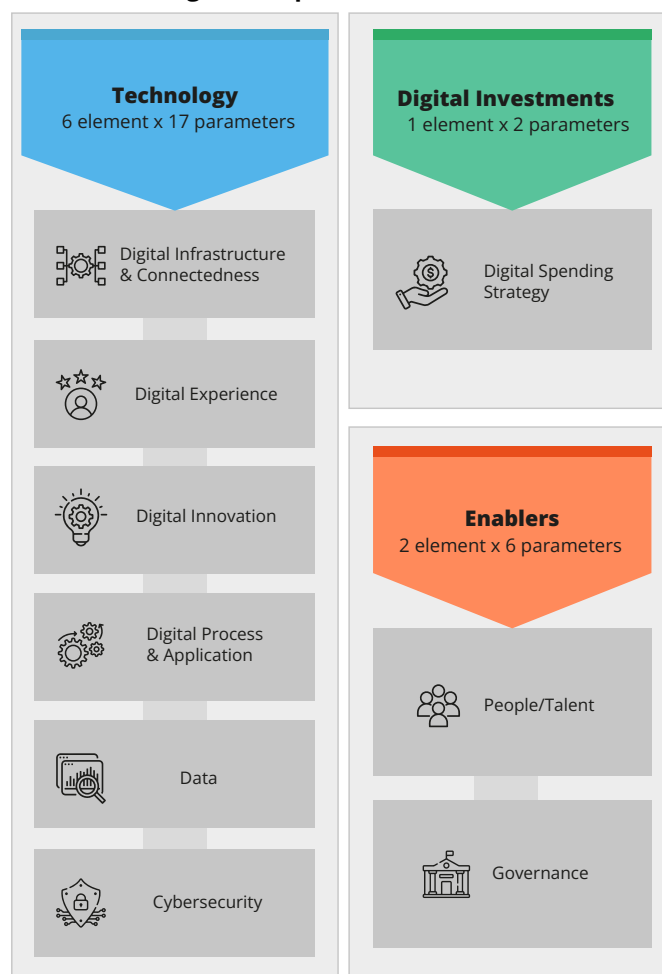 Technology
6 element x 17 parameters
Digital Infrastructure
& Connectedness
Digital Experience
Digital Innovation
Digital Process
& Application
Data
Cybersecurity
Digital Investments
1 element x 2 parameters
Digital Spending
Strategy
Enablers
2 element x 6 parameters
People/Talent
Governance